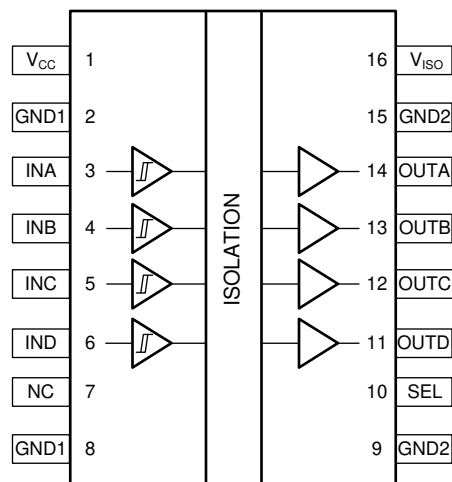 VCC 1 16 VISO
GND1 2 15 GND2
INA 3 14 OUTA
INB 4 13 OUTB
INC 5 12 OUTC
IND 6 11 OUTD
NC 7 10 SEL
GND1 8 9 GND2
ISOLATION